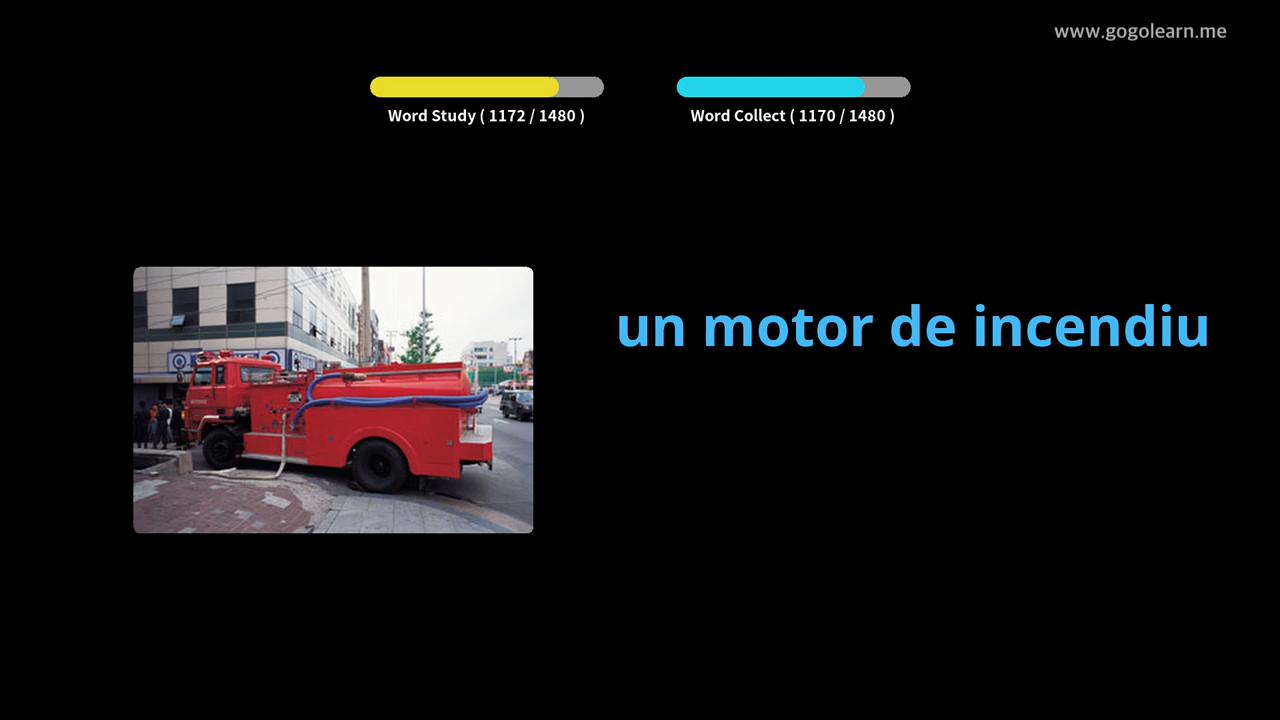 www.gogolearn.me
Word Study ( 1172 / 1480 )
Word Collect ( 1170 / 1480 )
un motor de incendiu